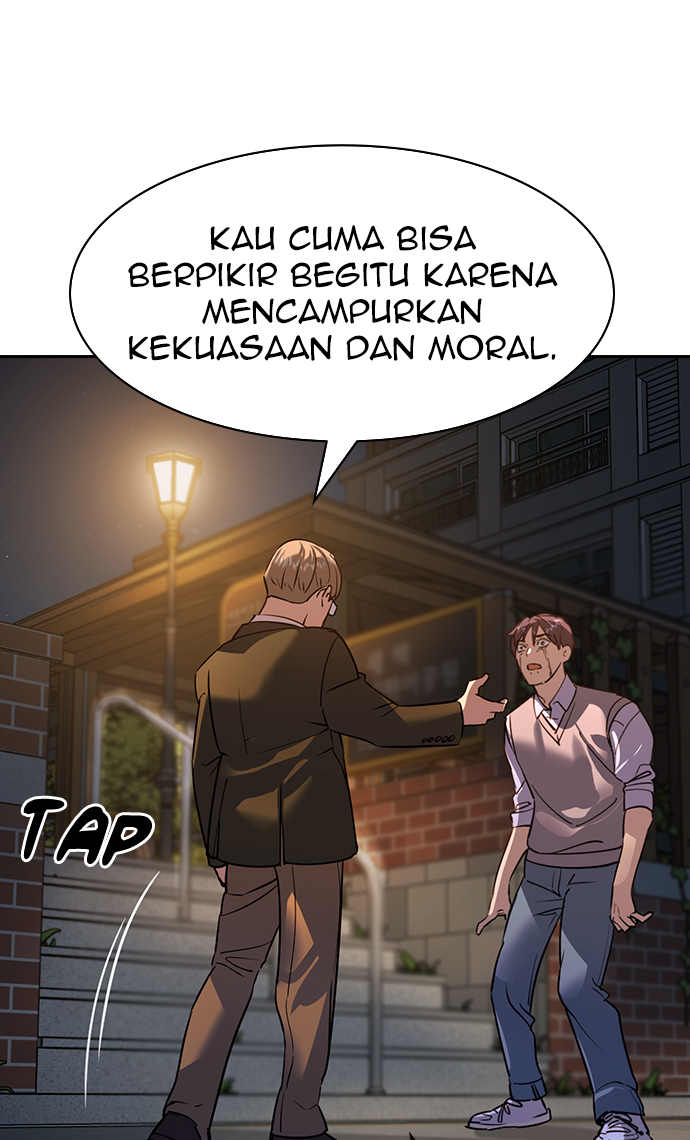 KAU CUMA BISA
BERPIKIR BEGITU KARENA
MENCAMPURKAN
KEKUASAAN DAN MORAL.
TAP